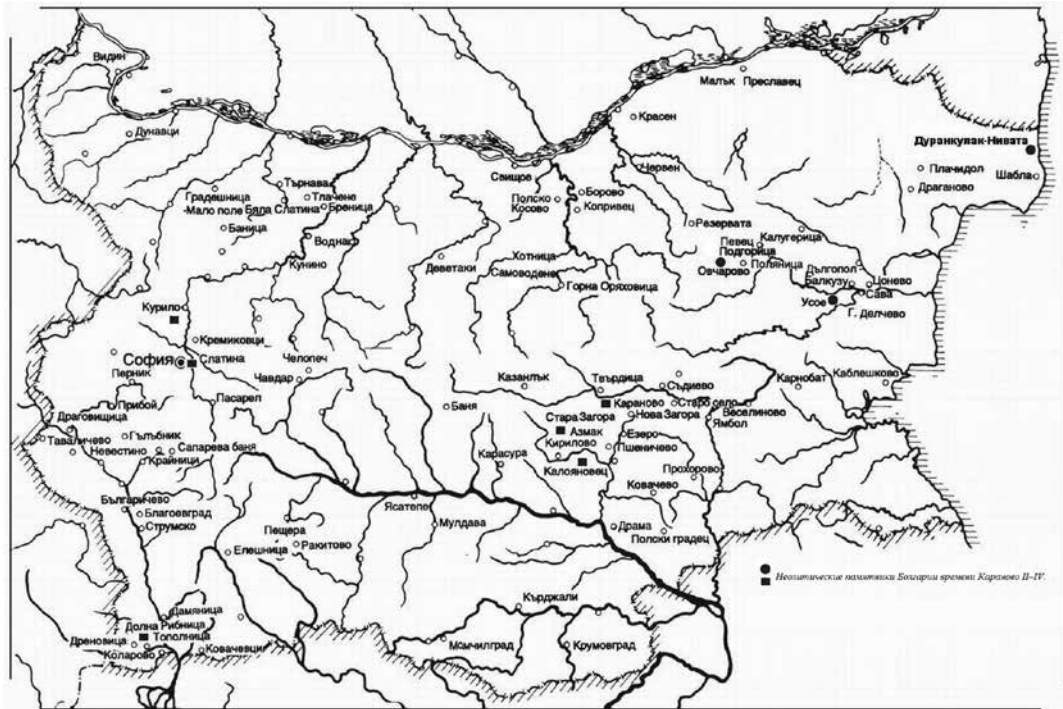 Видин
Малък Преславец
Красен
Дунавци
Дуранкулак-Нивата
Свищов
Червен
Плачидол
Шабла
Драганово
Търнава
Градешница
Тлачене
-Мало поле
Бяла Слатина
Бреница
Баница
Полско
Косово
Борово
Копривец
Резервата
Воднаф
Кунино
Певец
Калугерица
Подгорица
Поляница
Овчарово
Деветаки
Хотница
Самоводене
Горна Оряховица
Дългопол
Балкузу
Цонево
Сава
Усое
Г. Делчево
Курило
Кремиковци
София
Слатина
Перник
Челопеч
Чавдар
Прибой
Пасарел
Казанлък
Твърдица
Съдиево
Карнобат
Каблешково
Баня
Караново
Старо село
Стара Загора
Нова Загора
Веселиново
Ямбол
Азмак
Драговищица
Таваличево
Гълъбник
Невестино
Сапарева баня
Крайници
Кирилово
Езеро
Пшеничево
Карасура
Калояновец
Прохорово
Ковачево
Българичево
Благоевград
Струмско
Ясатепе
Мулдава
Пещера
Ракитово
Елешница
Драма
Полски градец
Неолитические памятники Болгарии времени Караново II–IV.
Дамяница
Долна Рибница
Дреновица
Тополница
Коларово
Ковачевци
Кърджали
Момчилград
Крумовград